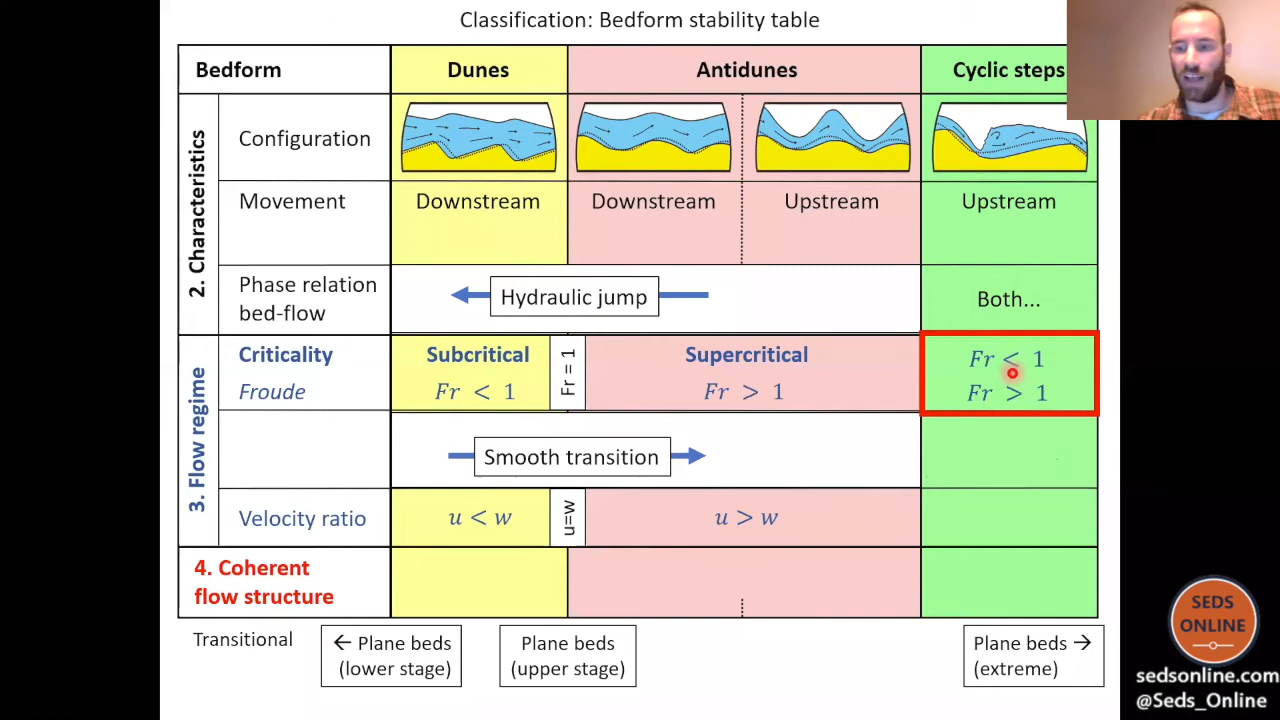 Classification: Bedform stability table
Bedform
Dunes
Antidunes
Cyclic steps
2. Characteristics
Configuration
Movement
Downstream
Downstream
Upstream
Upstream
Phase relation
bed-flow
Hydraulic jump
Both...
3. Flow regime
Criticality
Subcritical
Fr = 1
Supercritical
Fr < 1
Froude
Fr < 1
Fr > 1
Fr > 1
Smooth transition
Velocity ratio
u < w
u=w
u > w
4. Coherent
flow structure
Transitional
← Plane beds
(lower stage)
Plane beds
(upper stage)
Plane beds →
(extreme)
SEDS
ONLINE
sedsonline.com
@Seds_Online